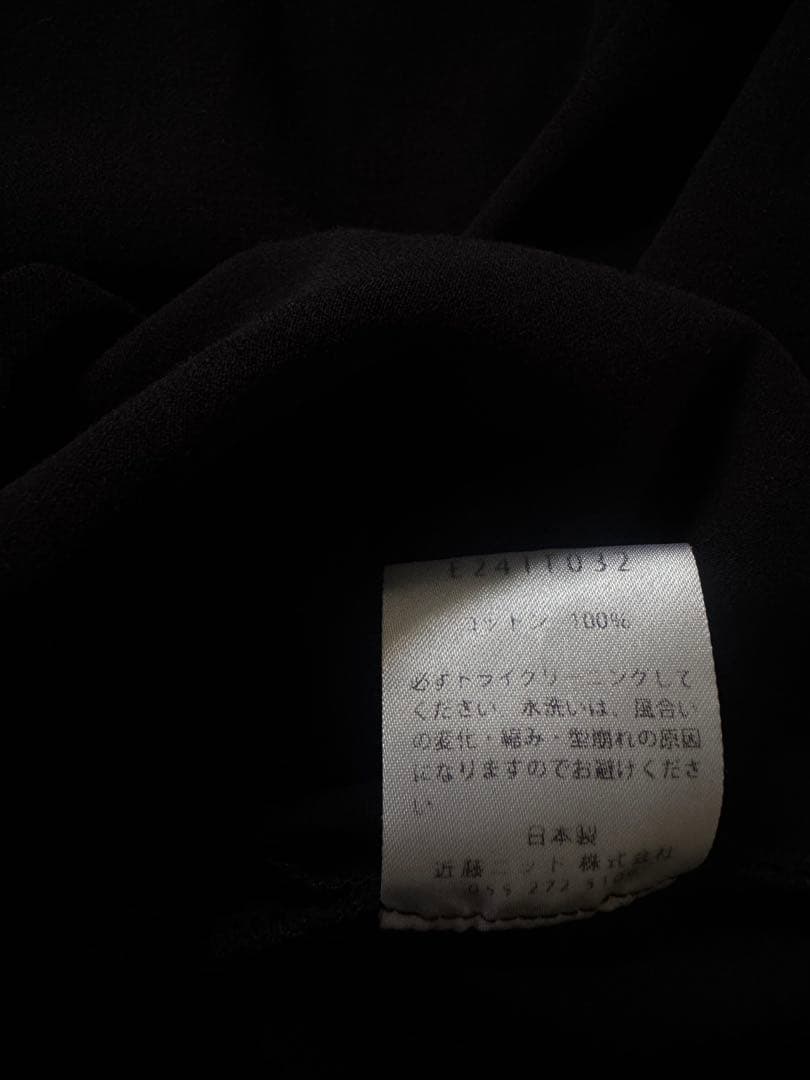 E241T032
コットン 100%
必ずドライクリーニングして
ください 水洗いは、風合い
の変化・縮み・型崩れの原因
になりますのでお避けくださ
い
日本製
近藤ニット株式会社
055 272